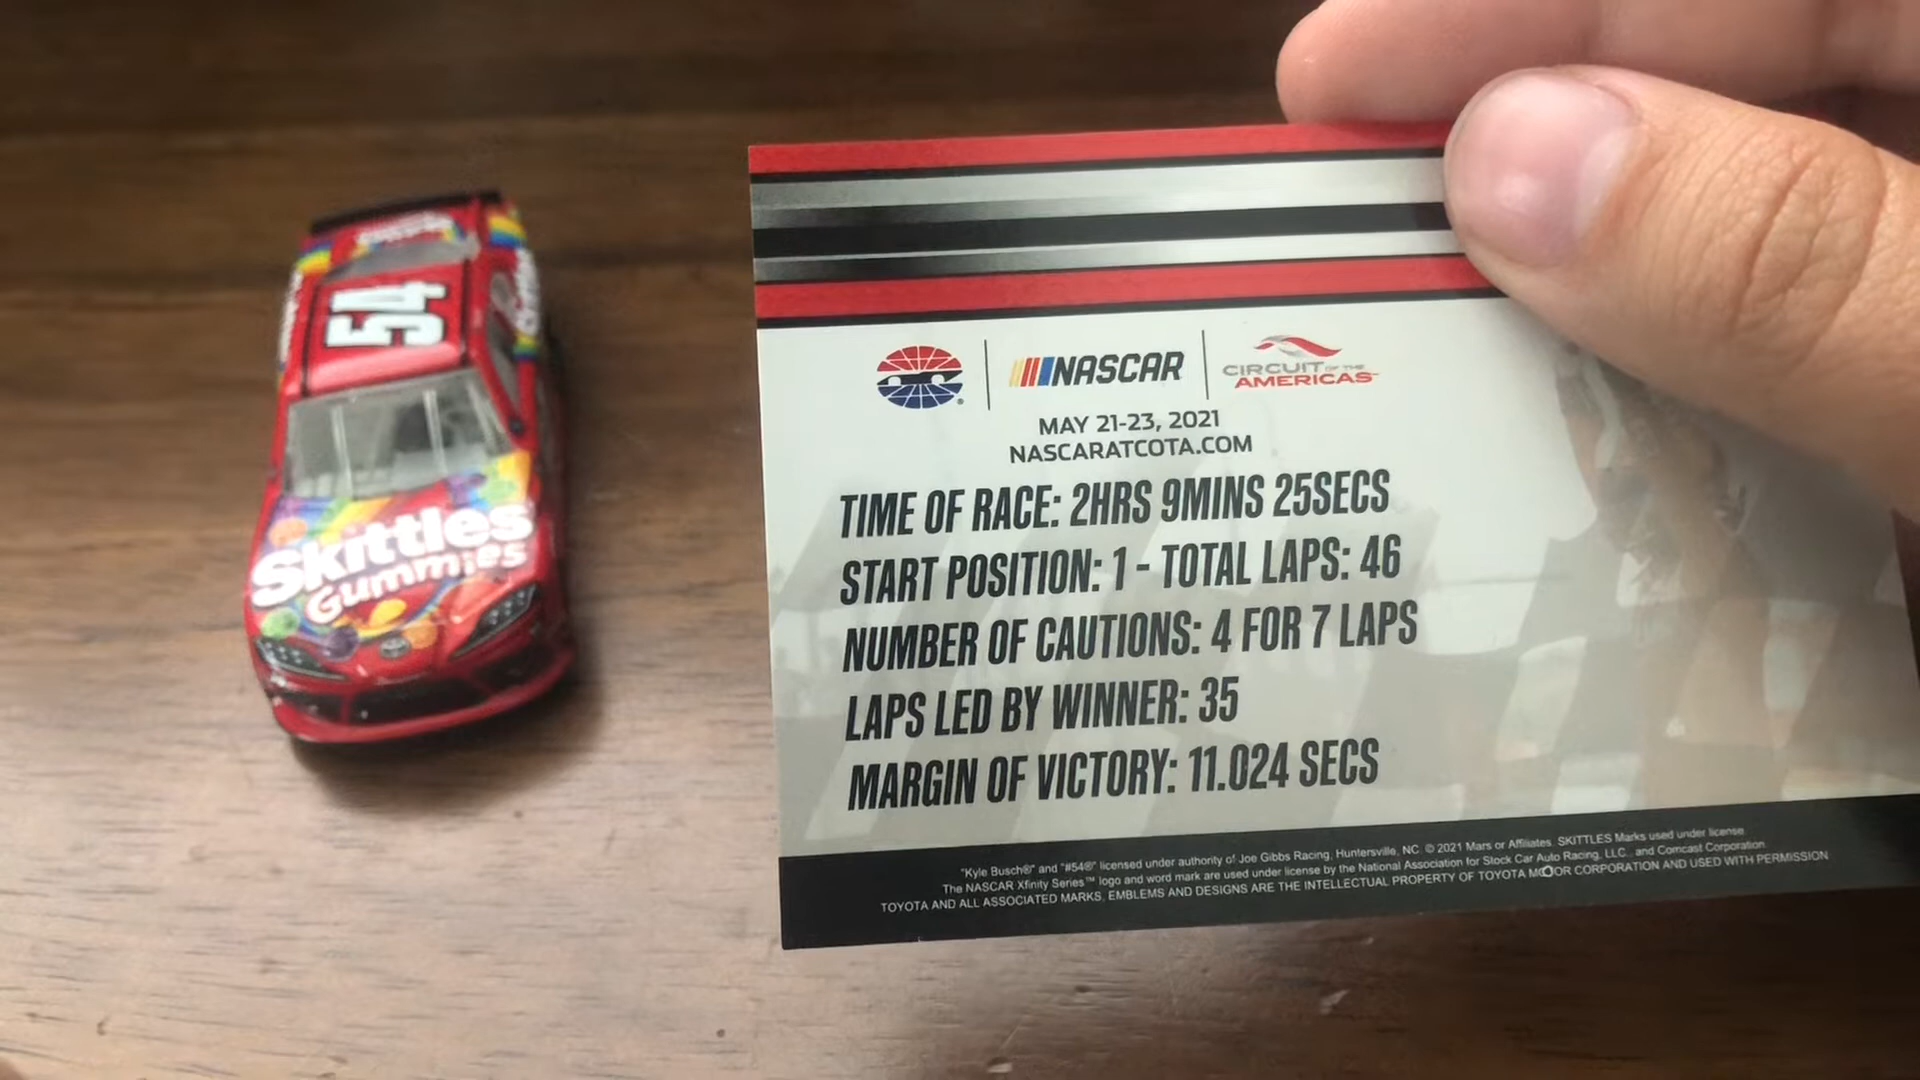 54
Skittles
Gummies
NASCAR
CIRCUIT OF THE
AMERICAS
MAY 21-23, 2021
NASCARATCOTA.COM
TIME OF RACE: 2HRS 9MINS 25SECS
START POSITION: 1 - TOTAL LAPS: 46
NUMBER OF CAUTIONS: 4 FOR 7 LAPS
LAPS LED BY WINNER: 35
MARGIN OF VICTORY: 11.024 SECS
"Kyle Busch®" and "#54®" licensed under authority of Joe Gibbs Racing, Huntersville, NC. © 2021 Mars or Affiliates. SKITTLES Marks used under license.
The NASCAR Xfinity Series™ logo and word mark are used under license by the National Association for Stock Car Auto Racing, LLC., and Comcast Corporation.
TOYOTA AND ALL ASSOCIATED MARKS, EMBLEMS AND DESIGNS ARE THE INTELLECTUAL PROPERTY OF TOYOTA MOTOR CORPORATION AND USED WITH PERMISSION